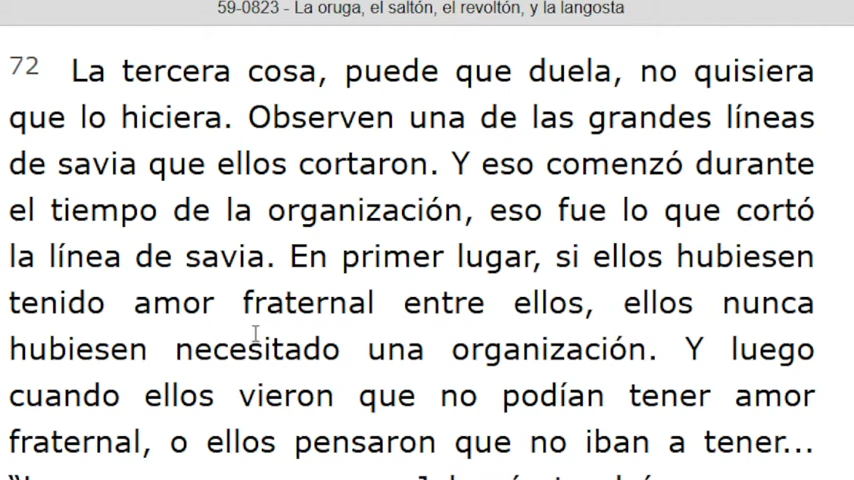 59-0823 - La oruga, el saltón, el revoltón, y la langosta
72 La tercera cosa, puede que duela, no quisiera
que lo hiciera. Observen una de las grandes líneas
de savia que ellos cortaron. Y eso comenzó durante
el tiempo de la organización, eso fue lo que cortó
la línea de savia. En primer lugar, si ellos hubiesen
tenido amor fraternal entre ellos, ellos nunca
hubiesen necesitado una organización. Y luego
cuando ellos vieron que no podían tener amor
fraternal, o ellos pensaron que no iban a tener...